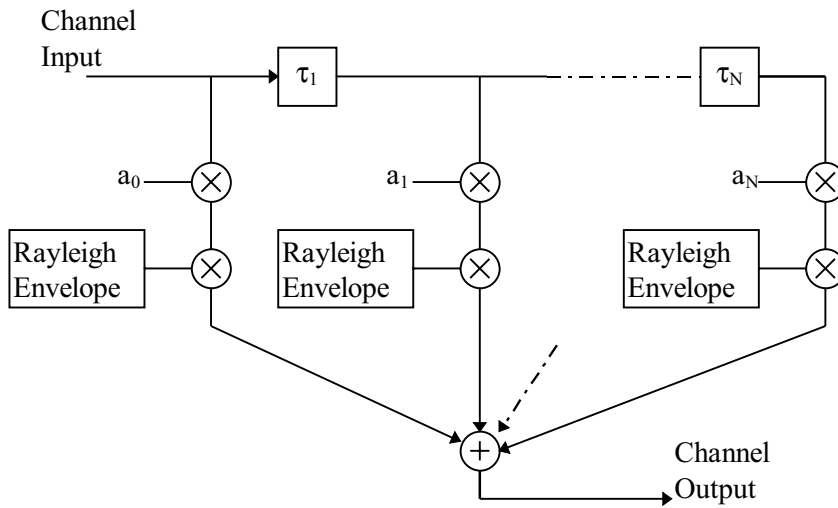 Channel
Input
τ₁
τN
a₀
a₁
aN
Rayleigh
Envelope
Rayleigh
Envelope
Rayleigh
Envelope
Channel
Output